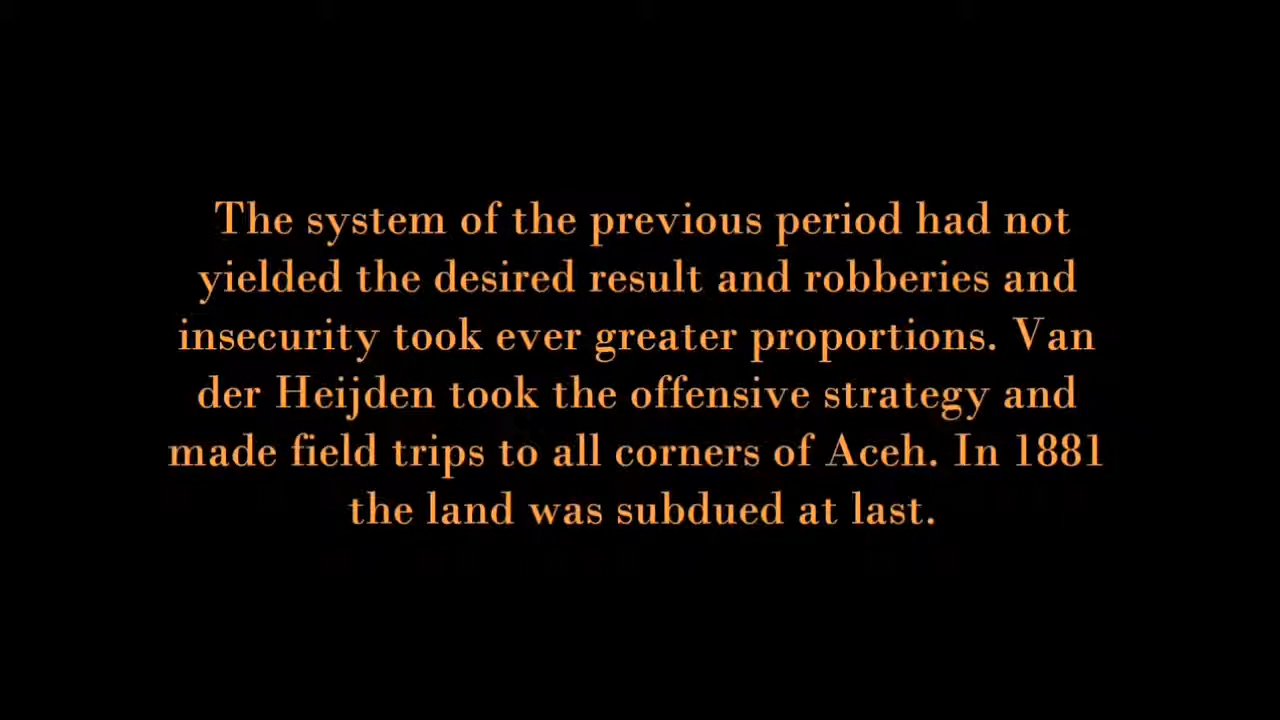 The system of the previous period had not
yielded the desired result and robberies and
insecurity took ever greater proportions. Van
der Heijden took the offensive strategy and
made field trips to all corners of Aceh. In 1881
the land was subdued at last.